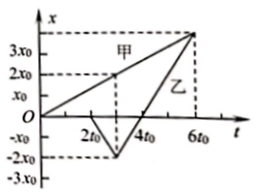 x
甲
3x₀
2x₀
乙
x₀
O
2t₀
4t₀
6t₀
t
-x₀
-2x₀
-3x₀